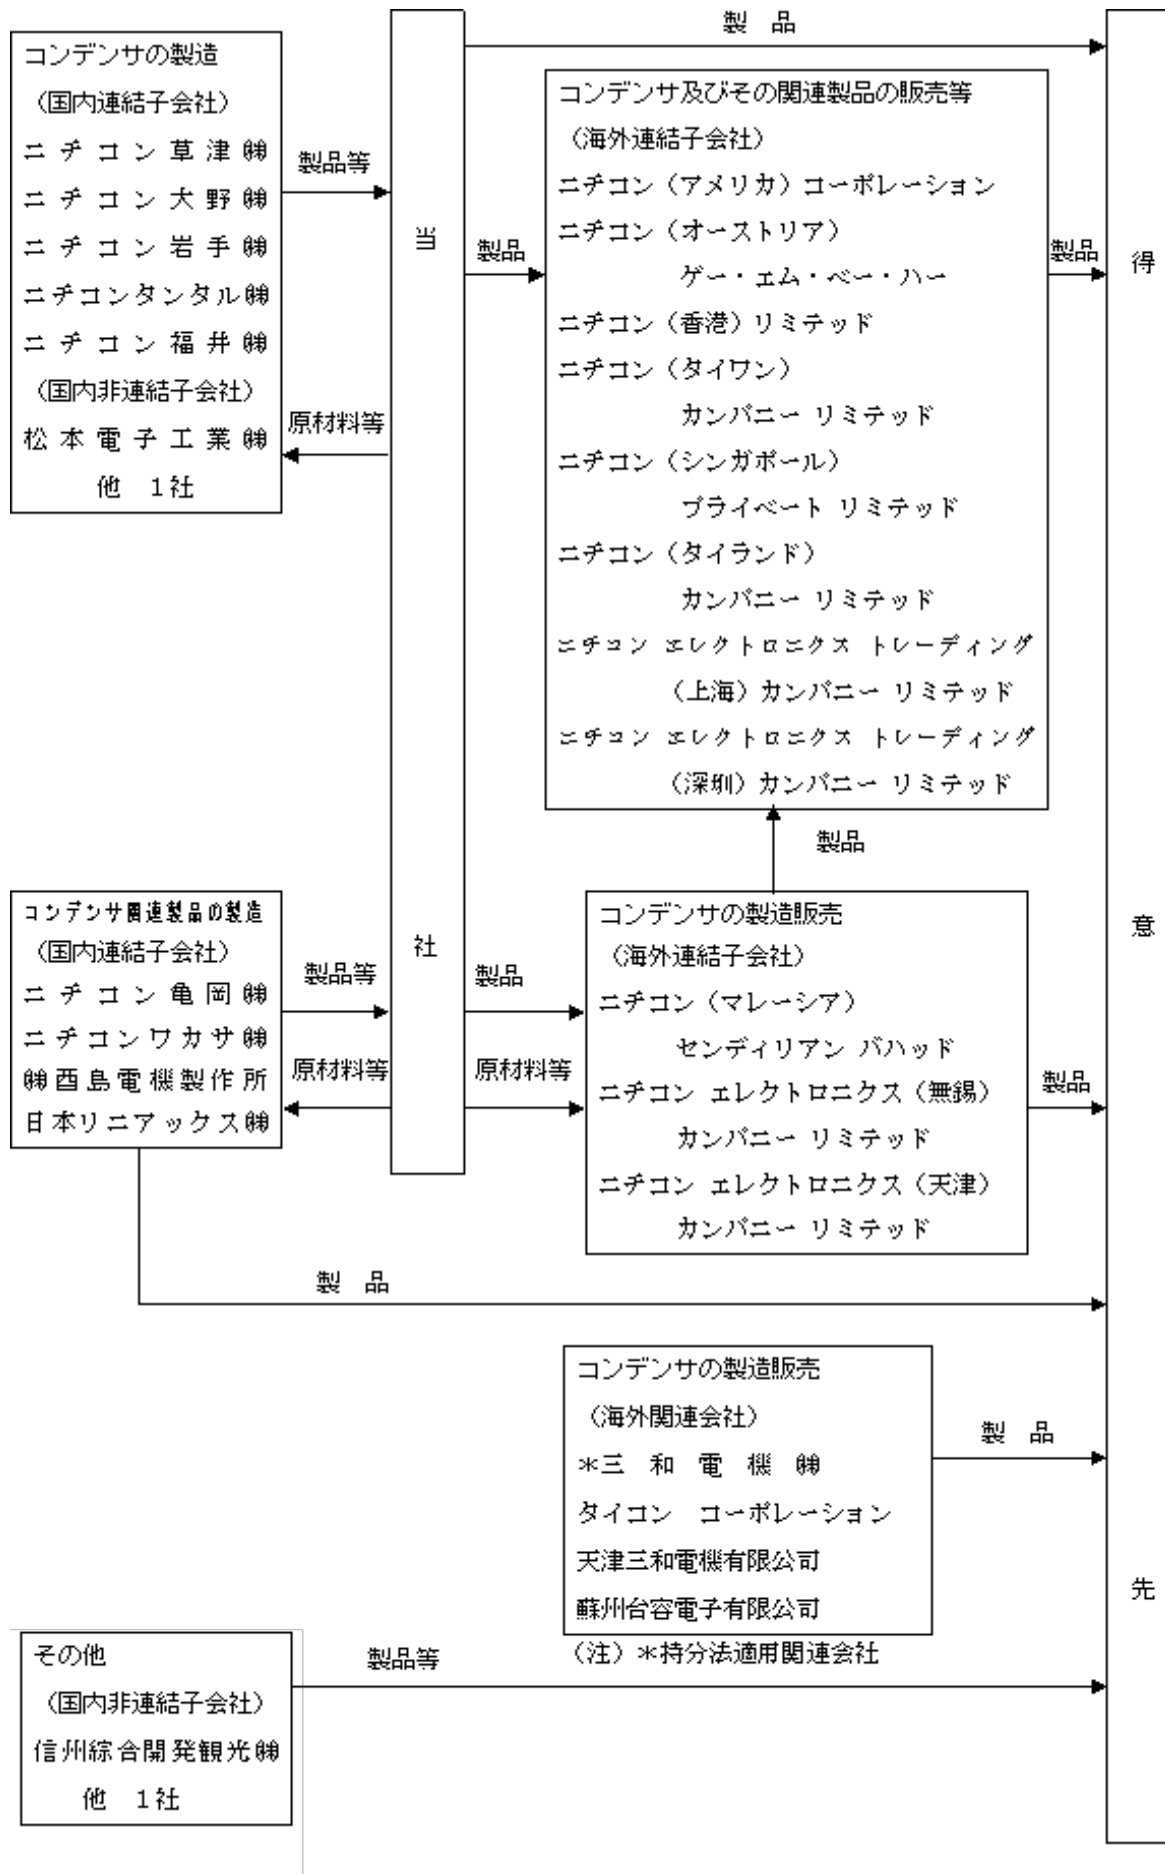 コンデンサの製造
(国内連結子会社)
ニチコン草津㈱
ニチコン大野㈱
ニチコン岩手㈱
ニチコンタンタル㈱
ニチコン福井㈱
(国内非連結子会社)
松本電子工業㈱
他 1社
製品等
原材料等
当
社
製 品
製品
コンデンサ及びその関連製品の販売等
(海外連結子会社)
ニチコン(アメリカ)コーポレーション
ニチコン(オーストリア)
ゲー・エム・ベー・ハー
ニチコン(香港)リミテッド
ニチコン(タイワン)
カンパニー リミテッド
ニチコン(シンガポール)
プライベート リミテッド
ニチコン(タイランド)
カンパニー リミテッド
ニチコン エレクトロニクス トレーディング
(上海)カンパニー リミテッド
ニチコン エレクトロニクス トレーディング
(深圳)カンパニー リミテッド
製品
得
意
先
製品
コンデンサ関連製品の製造
(国内連結子会社)
ニチコン亀岡㈱
ニチコンワカサ㈱
㈱酉島電機製作所
日本リニアックス㈱
製品等
原材料等
製品
原材料等
コンデンサの製造販売
(海外連結子会社)
ニチコン(マレーシア)
センディリアン バハッド
ニチコン エレクトロニクス(無錫)
カンパニー リミテッド
ニチコン エレクトロニクス(天津)
カンパニー リミテッド
製品
製 品
コンデンサの製造販売
(海外関連会社)
*三和電機㈱
タイコン コーポレーション
天津三和電機有限公司
蘇州台容電子有限公司
(注)*持分法適用関連会社
製 品
その他
(国内非連結子会社)
信州綜合開発観光㈱
他 1社
製品等